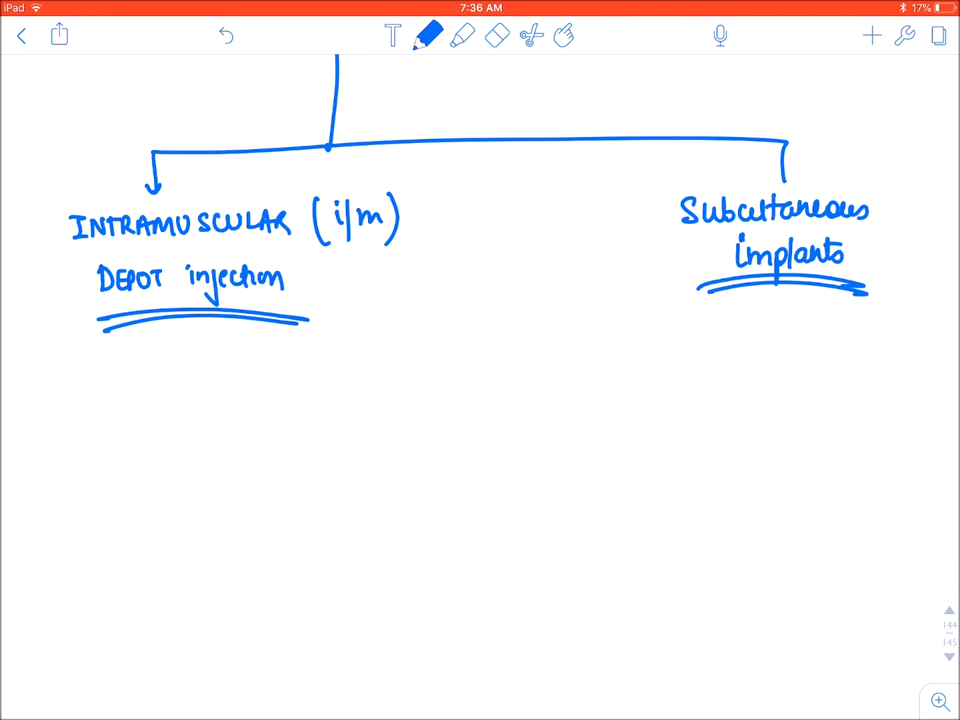 iPad 7:36 AM 17%
T
INTRAMUSCULAR (i/m)
DEPOT injection
Subcutaneous
implants
144
145